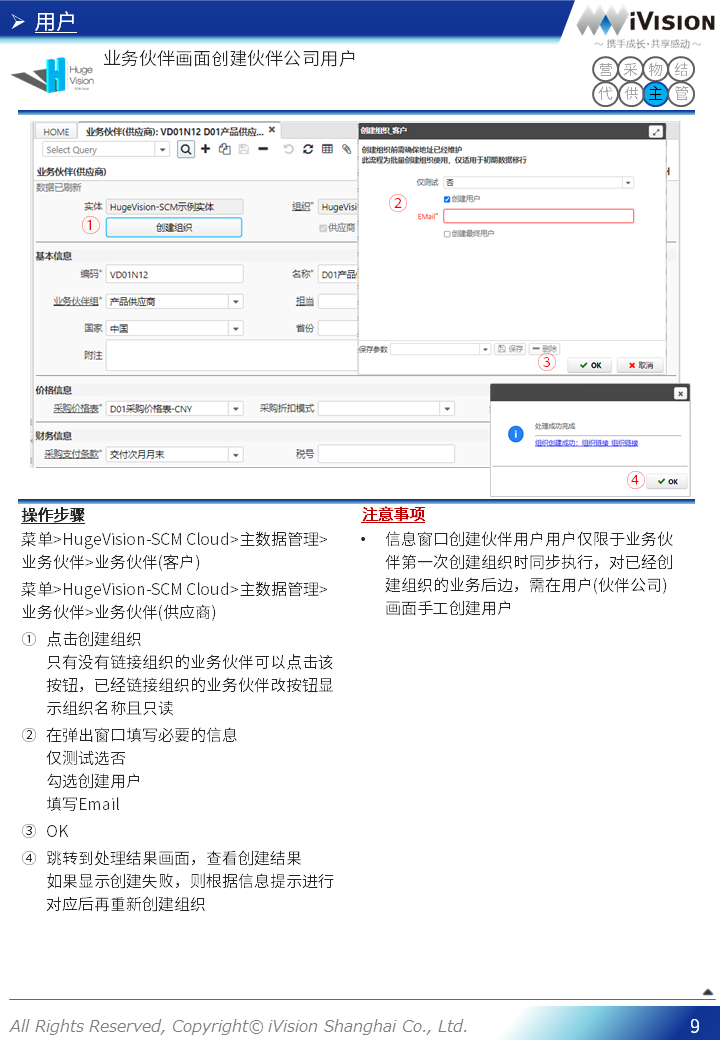 用户
iVISION
～ 携手成长·共享感动 ～
业务伙伴画面创建伙伴公司用户
Huge
Vision
SCM Cloud
营 采 物 结
代 供 主 管
HOME
业务伙伴(供应商): VD01N12 D01产品供应...
Select Query
业务伙伴(供应商)
数据已刷新
实体 HugeVision-SCM示例实体
组织* HugeVisi
① 创建组织
供应商
基本信息
编码* VD01N12
名称* D01产品
业务伙伴组* 产品供应商
担当
国家 中国
省份
附注
价格信息
采购价格表* D01采购价格表-CNY
采购折扣模式
财务信息
采购支付条款* 交付次月月末
税号
创建组织_客户
创建组织前需确保地址已经维护
此流程为批量创建组织使用，仅适用于初期数据移行
仅测试 否
② 创建用户
EMail*
创建最终用户
保存参数 保存 删除
③ OK 取消
处理成功完成
组织创建成功：组织链接 组织链接
④ OK
操作步骤
菜单>HugeVision-SCM Cloud>主数据管理>
业务伙伴>业务伙伴(客户)
菜单>HugeVision-SCM Cloud>主数据管理>
业务伙伴>业务伙伴(供应商)
① 点击创建组织
只有没有链接组织的业务伙伴可以点击该
按钮，已经链接组织的业务伙伴改按钮显
示组织名称且只读
② 在弹出窗口填写必要的信息
仅测试选否
勾选创建用户
填写Email
③ OK
④ 跳转到处理结果画面，查看创建结果
如果显示创建失败，则根据信息提示进行
对应后再重新创建组织
注意事项
• 信息窗口创建伙伴用户用户仅限于业务伙
伴第一次创建组织时同步执行，对已经创
建组织的业务后边，需在用户(伙伴公司)
画面手工创建用户
All Rights Reserved, Copyright© iVision Shanghai Co., Ltd.
9